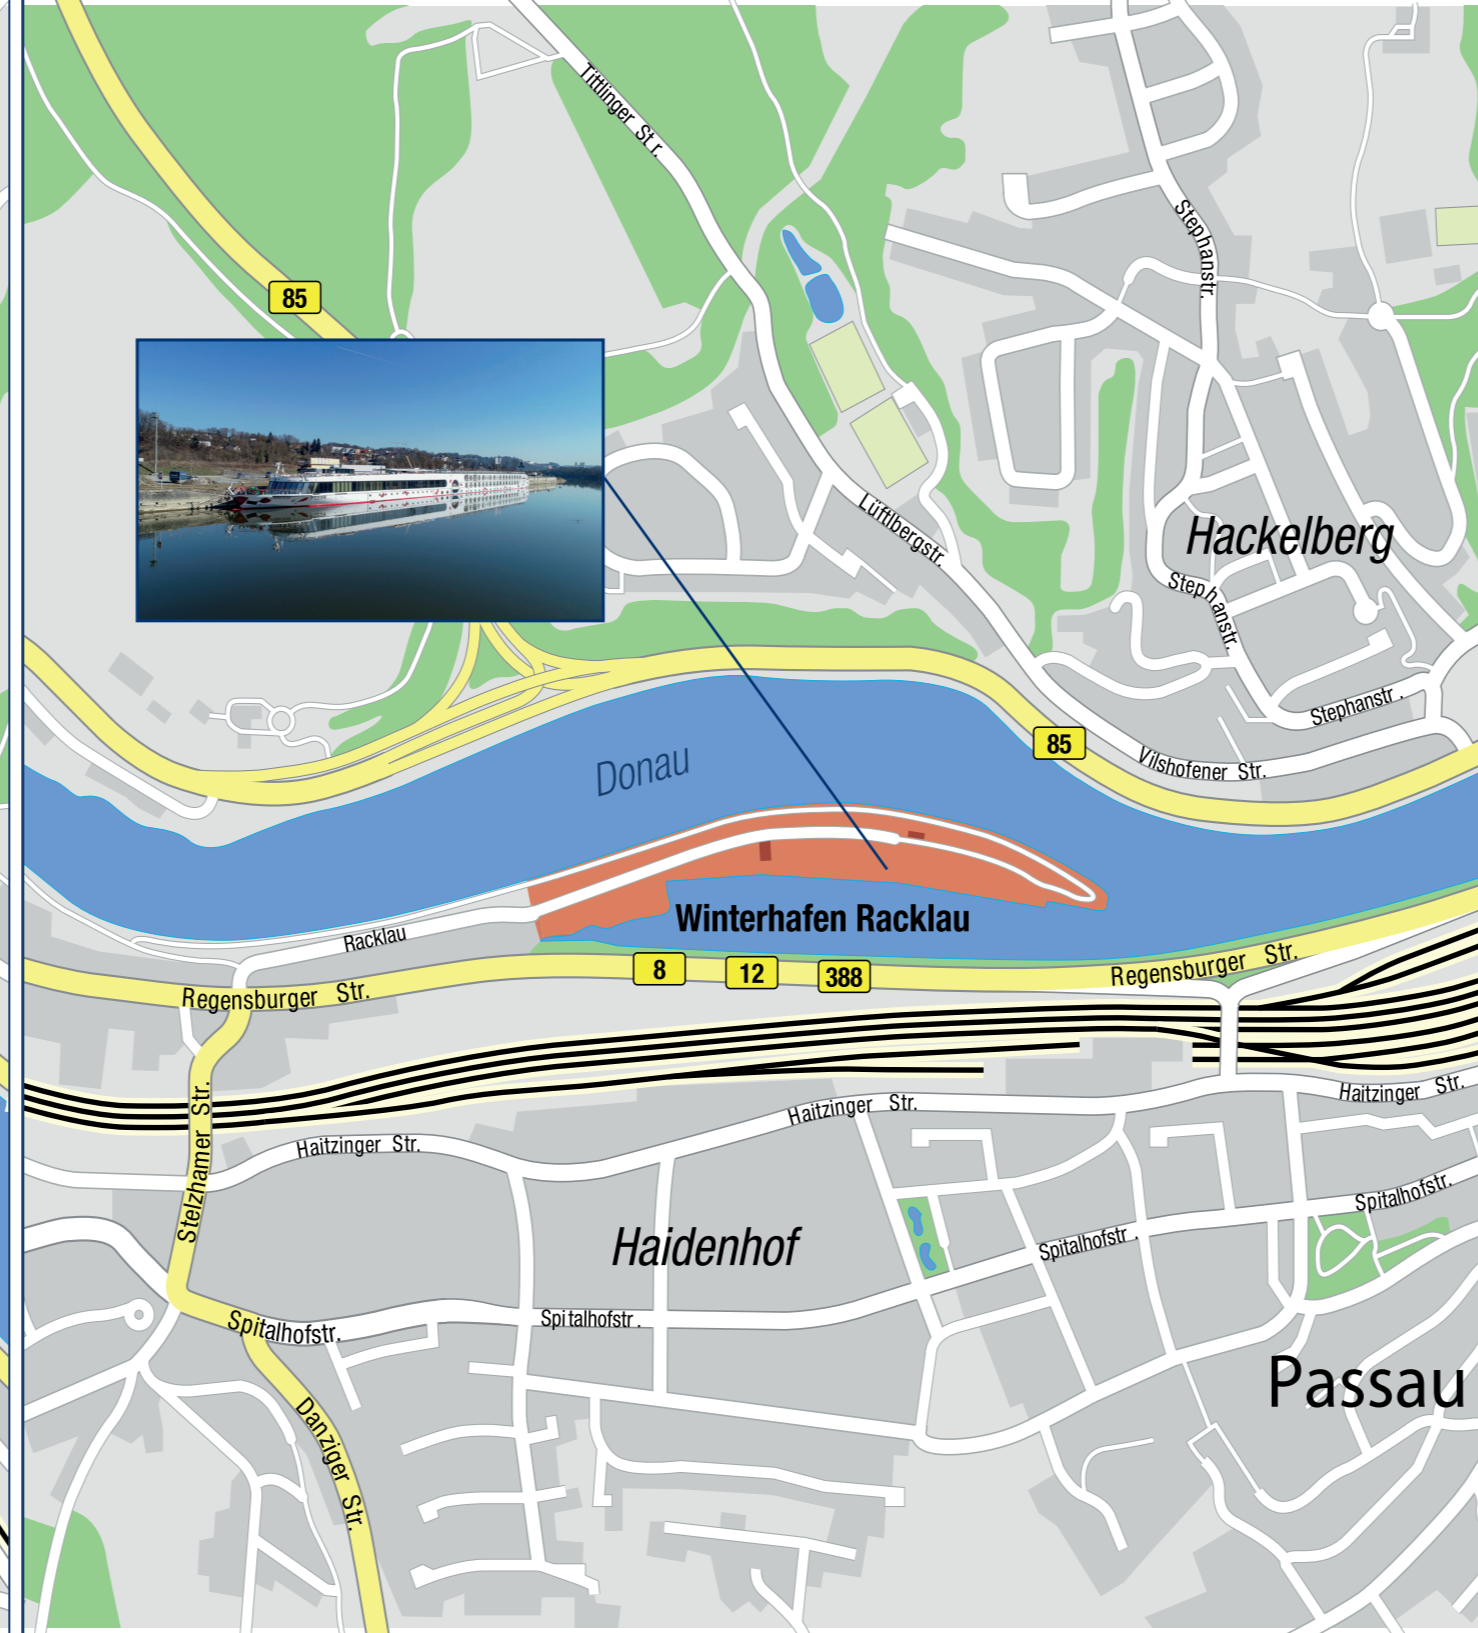 Tittlinger Str.
Stephanstr.
85
Lüftlbergstr.
Hackelberg
Stephanstr.
Stephanstr.
85
Vilshofener Str.
Donau
Winterhafen Racklau
Racklau
8
12
388
Regensburger Str.
Regensburger Str.
Haitzinger Str.
Haitzinger Str.
Haitzinger Str.
Stelzhamer Str.
Spitalhofstr.
Haidenhof
Spitalhofstr.
Spitalhofstr.
Spitalhofstr.
Passau
Danziger Str.